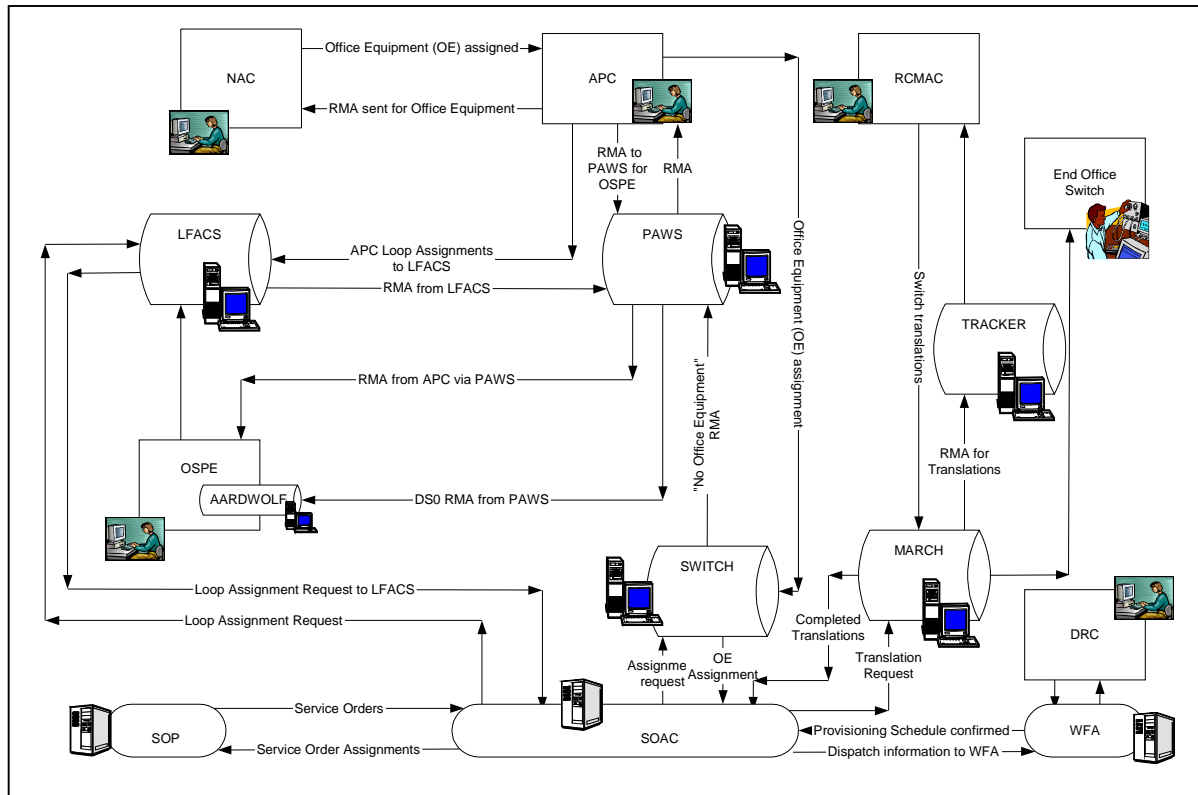 Office Equipment (OE) assigned
NAC
APC
RCMAC
RMA sent for Office Equipment
RMA to
PAWS for
OSPE
RMA
End Office
Switch
LFACS
PAWS
APC Loop Assignments
to LFACS
RMA from LFACS
Office Equipment (OE) assignment
Switch translations
TRACKER
RMA from APC via PAWS
"No Office Equipment"
RMA
OSPE
RMA for
Translations
AARDWOLF
DS0 RMA from PAWS
SWITCH
MARCH
Loop Assignment Request to LFACS
Loop Assignment Request
Completed
Translations
DRC
Assignme
request
OE
Assignment
Translation
Request
Service Orders
SOP
SOAC
Provisioning Schedule confirmed
WFA
Service Order Assignments
Dispatch information to WFA